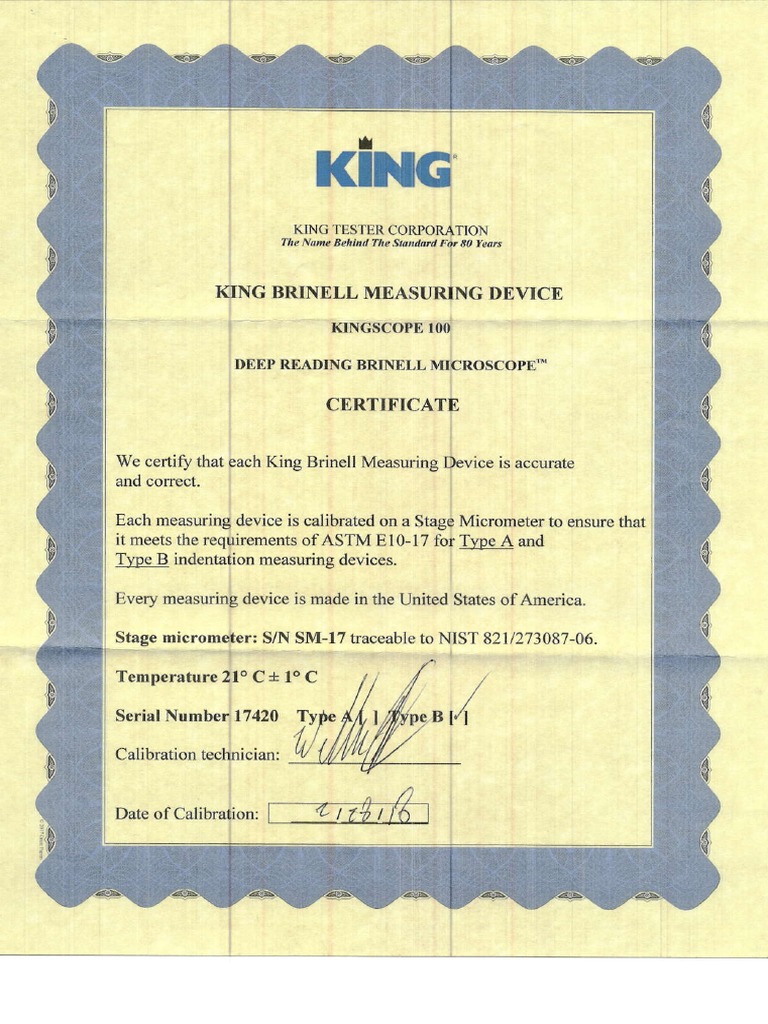 KING®
KING TESTER CORPORATION
The Name Behind The Standard For 80 Years
KING BRINELL MEASURING DEVICE
KINGSCOPE 100
DEEP READING BRINELL MICROSCOPE™
CERTIFICATE
We certify that each King Brinell Measuring Device is accurate
and correct.
Each measuring device is calibrated on a Stage Micrometer to ensure that
it meets the requirements of ASTM E10-17 for Type A and
Type B indentation measuring devices.
Every measuring device is made in the United States of America.
Stage micrometer: S/N SM-17 traceable to NIST 821/273087-06.
Temperature 21° C ± 1° C
Serial Number 17420 Type A [ ] Type B [✓]
Calibration technician:
Date of Calibration: